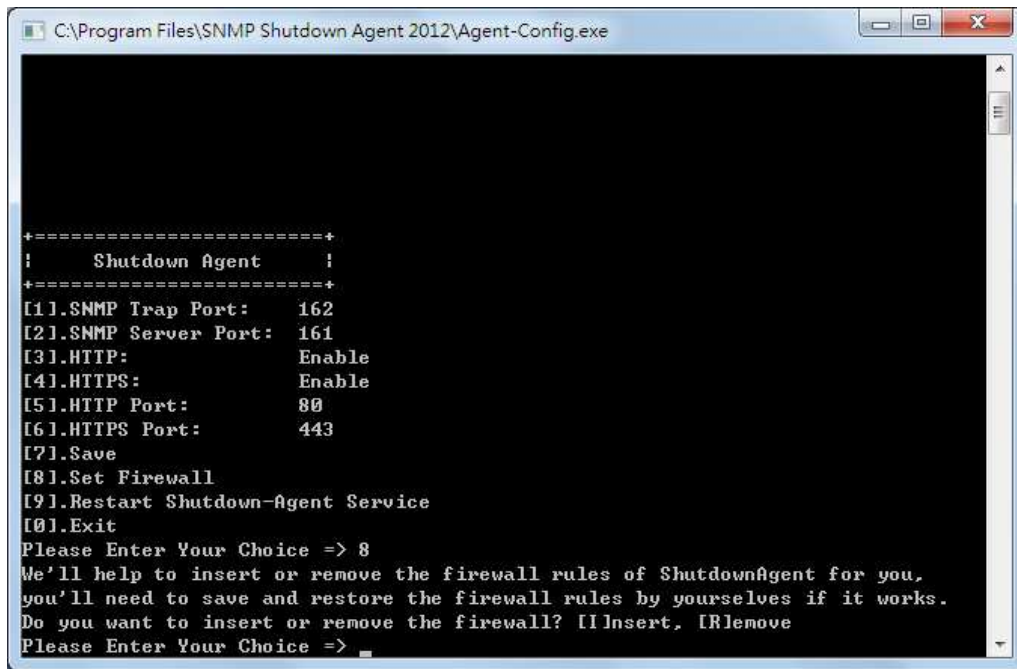 C:\Program Files\SNMP Shutdown Agent 2012\Agent-Config.exe
+========================+
¦     Shutdown Agent     ¦
+========================+
[1].SNMP Trap Port:    162
[2].SNMP Server Port:  161
[3].HTTP:              Enable
[4].HTTPS:             Enable
[5].HTTP Port:         80
[6].HTTPS Port:        443
[7].Save
[8].Set Firewall
[9].Restart Shutdown-Agent Service
[0].Exit
Please Enter Your Choice => 8
We'll help to insert or remove the firewall rules of ShutdownAgent for you,
you'll need to save and restore the firewall rules by yourselves if it works.
Do you want to insert or remove the firewall? [I]nsert, [R]emove
Please Enter Your Choice => _